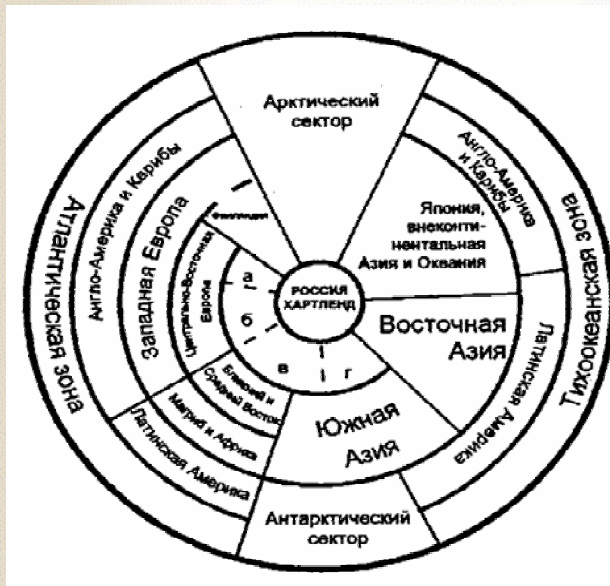 Арктический
сектор
Англо-Америка
и Карибы
Тихоокеанская зона
Атлантическая зона
Англо-Америка и Карибы
Западная Европа
Финляндия
Центрально-Восточная
Европа
Япония,
внеконти-
нентальная
Азия и Океания
РОССИЯ
ХАРТЛЕНД
а
б
в
г
Восточная
Азия
Латинская Америка
Ближний и
Средний Восток
Магриб и Африка
Латинская Америка
Южная
Азия
Антарктический
сектор